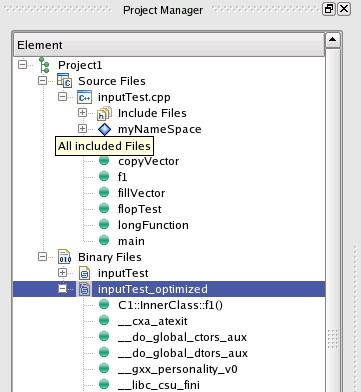 Project Manager
Element
Project1
Source Files
inputTest.cpp
Include Files
myNameSpace
All included Files
copyVector
f1
fillVector
flopTest
longFunction
main
Binary Files
inputTest
inputTest_optimized
C1::InnerClass::f1()
__cxa_atexit
__do_global_ctors_aux
__do_global_dtors_aux
__gxx_personality_v0
__libc_csu_fini